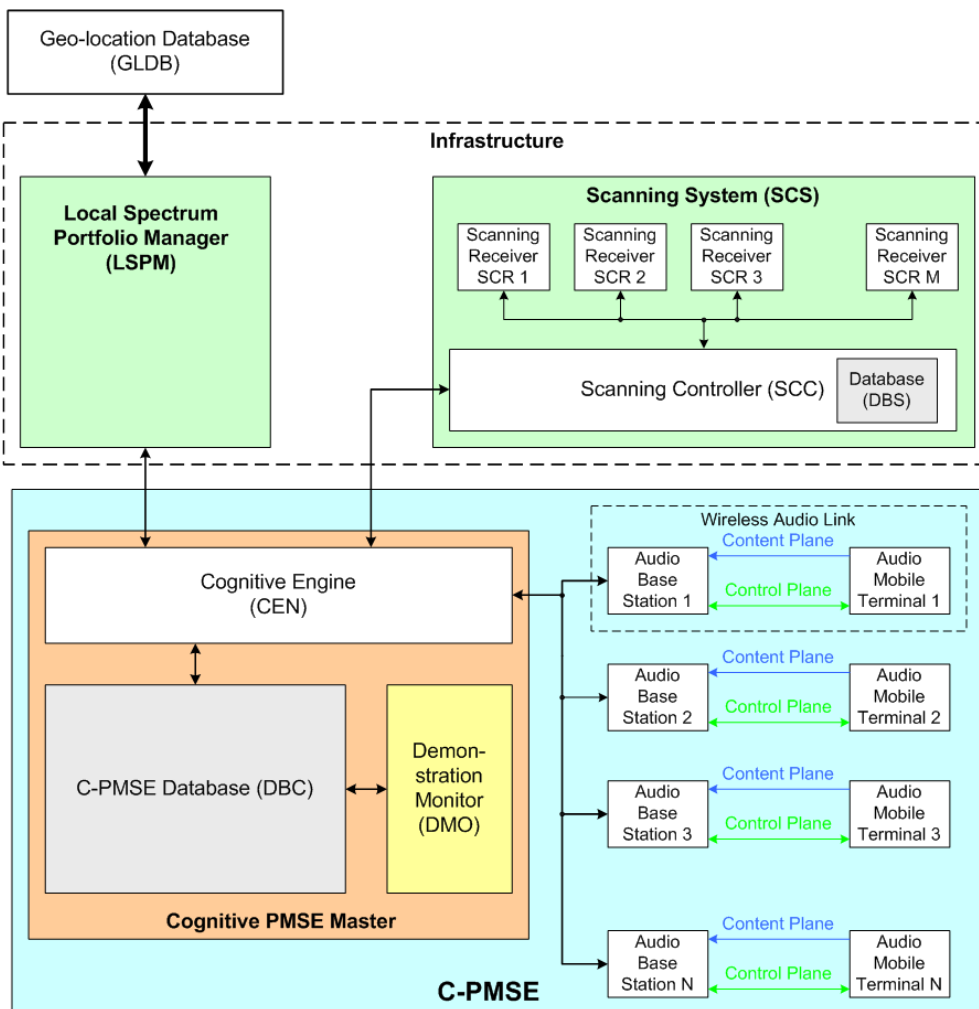 Geo-location Database
(GLDB)
Infrastructure
Local Spectrum
Portfolio Manager
(LSPM)
Scanning System (SCS)
Scanning
Receiver
SCR 1
Scanning
Receiver
SCR 2
Scanning
Receiver
SCR 3
Scanning
Receiver
SCR M
Scanning Controller (SCC)
Database
(DBS)
Cognitive Engine
(CEN)
C-PMSE Database (DBC)
Demon-
stration
Monitor
(DMO)
Cognitive PMSE Master
Wireless Audio Link
Audio
Base
Station 1
Content Plane
Control Plane
Audio
Mobile
Terminal 1
Audio
Base
Station 2
Content Plane
Control Plane
Audio
Mobile
Terminal 2
Audio
Base
Station 3
Content Plane
Control Plane
Audio
Mobile
Terminal 3
Audio
Base
Station N
Content Plane
Control Plane
Audio
Mobile
Terminal N
C-PMSE